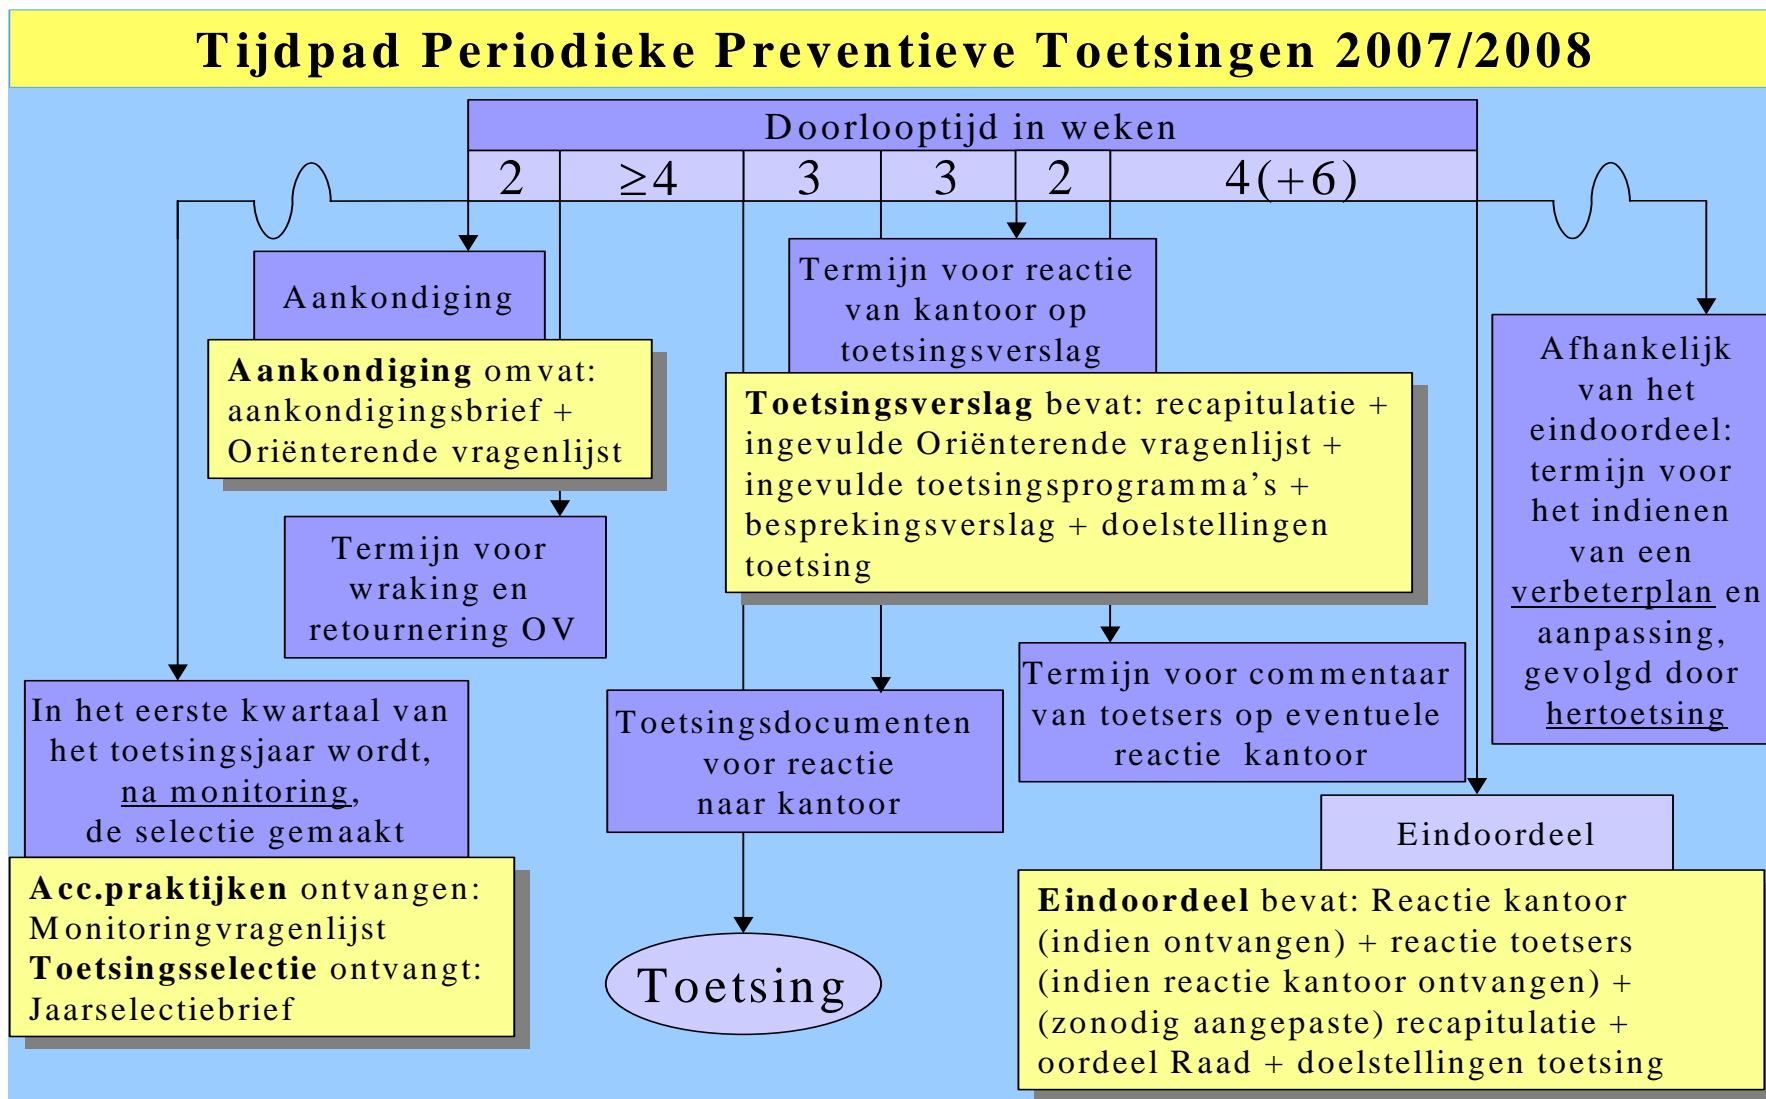 Tijdpad Periodieke Preventieve Toetsingen 2007/2008
Doorlooptijd in weken
2 ≥4 3 3 2 4(+6)
Aankondiging
Aankondiging omvat:
aankondigingsbrief +
Oriënterende vragenlijst
Termijn voor
wraking en
retournering OV
In het eerste kwartaal van
het toetsingsjaar wordt,
na monitoring,
de selectie gemaakt
Acc.praktijken ontvangen:
Monitoringvragenlijst
Toetsingsselectie ontvangt:
Jaarselectiebrief
Termijn voor reactie
van kantoor op
toetsingsverslag
Toetsingsverslag bevat: recapitulatie +
ingevulde Oriënterende vragenlijst +
ingevulde toetsingsprogramma’s +
besprekingsverslag + doelstellingen
toetsing
Toetsingsdocumenten
voor reactie
naar kantoor
Toetsing
Termijn voor commentaar
van toetsers op eventuele
reactie kantoor
Afhankelijk
van het
eindoordeel:
termijn voor
het indienen
van een
verbeterplan en
aanpassing,
gevolgd door
hertoetsing
Eindoordeel
Eindoordeel bevat: Reactie kantoor
(indien ontvangen) + reactie toetsers
(indien reactie kantoor ontvangen) +
(zonodig aangepaste) recapitulatie +
oordeel Raad + doelstellingen toetsing